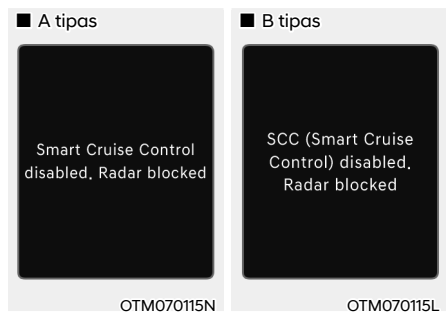 ■ A tipas
Smart Cruise Control
disabled. Radar blocked
OTM070115N
■ B tipas
SCC (Smart Cruise
Control) disabled.
Radar blocked
OTM070115L